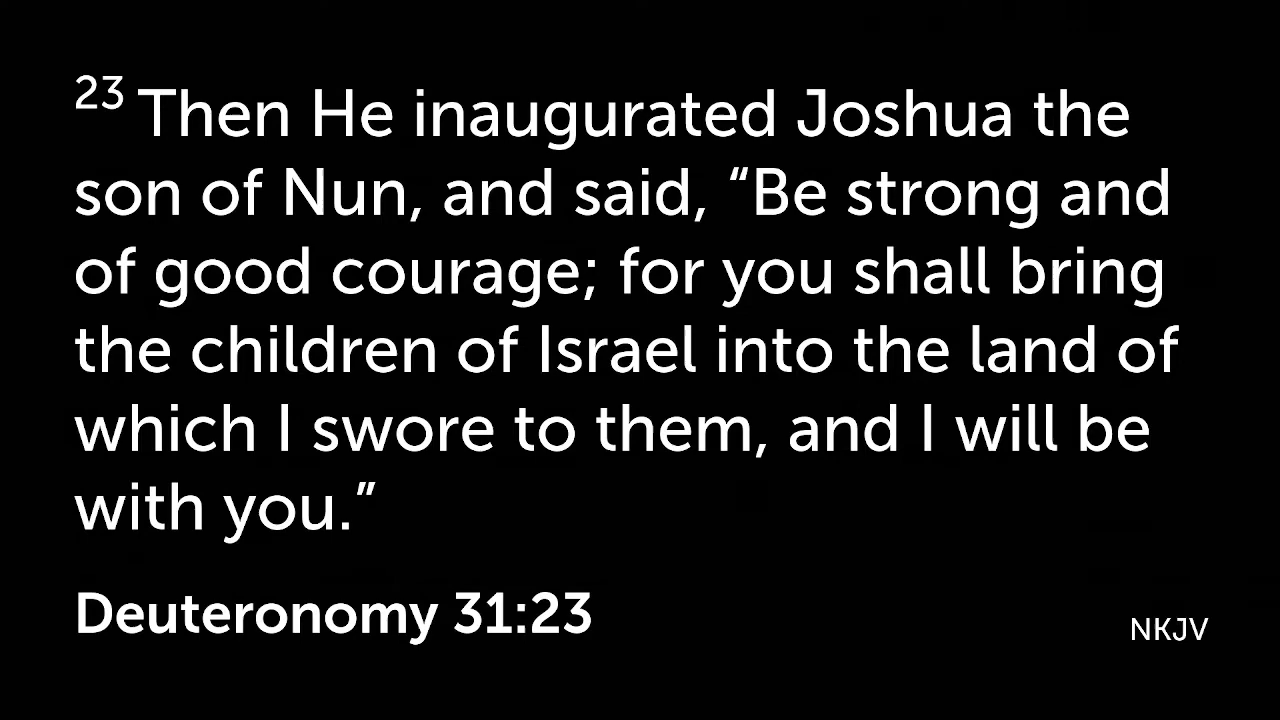 23 Then He inaugurated Joshua the
son of Nun, and said, “Be strong and
of good courage; for you shall bring
the children of Israel into the land of
which I swore to them, and I will be
with you.”
Deuteronomy 31:23
NKJV